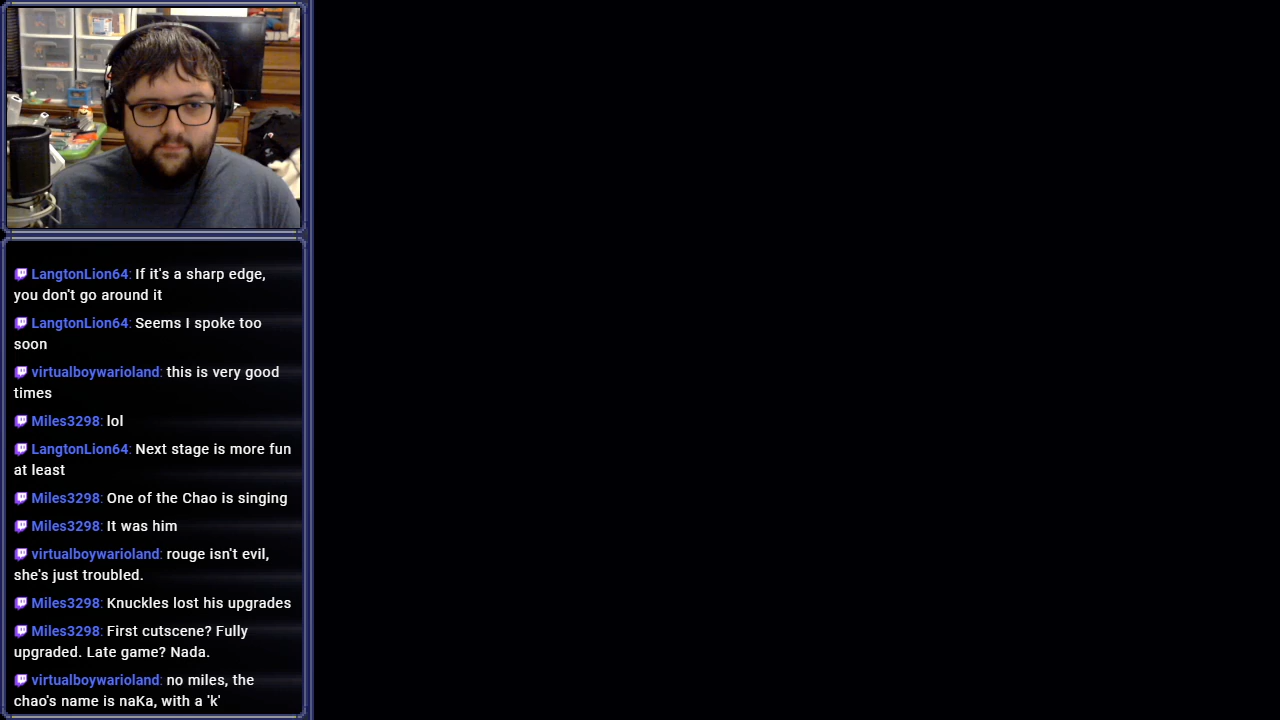 LangtonLion64: If it's a sharp edge,
you don't go around it
LangtonLion64: Seems I spoke too
soon
virtualboywarioland: this is very good
times
Miles3298: lol
LangtonLion64: Next stage is more fun
at least
Miles3298: One of the Chao is singing
Miles3298: It was him
virtualboywarioland: rouge isn't evil,
she's just troubled.
Miles3298: Knuckles lost his upgrades
Miles3298: First cutscene? Fully
upgraded. Late game? Nada.
virtualboywarioland: no miles, the
chao's name is naKa, with a 'k'